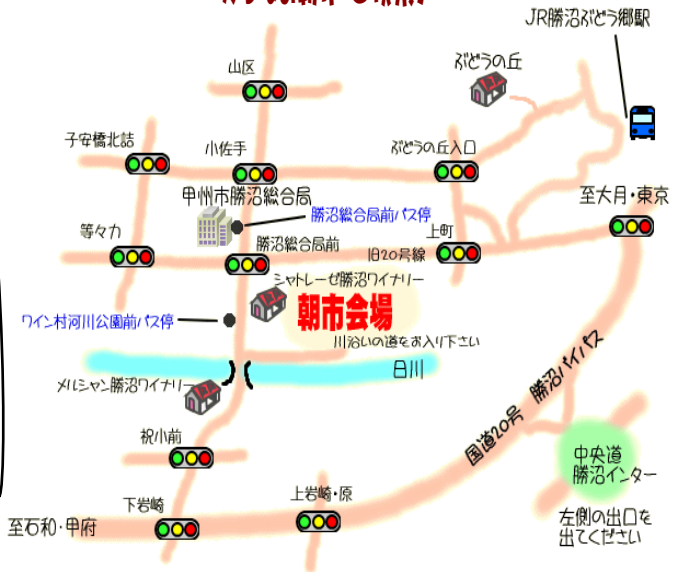 JR勝沼ぶどう郷駅
山区
ぶどうの丘
子安橋北詰
小佐手
ぶどうの丘入口
甲州市勝沼総合局
至大月・東京
勝沼総合局前バス停
等々力
上町
勝沼総合局前
旧20号線
シャトレーゼ勝沼ワイナリー
朝市会場
ワイン村河川公園前バス停
川沿いの道をお入り下さい
日川
メルシャン勝沼ワイナリー
国道20号 勝沼バイパス
祝小前
中央道
勝沼インター
下岩崎
上岩崎・原
至石和・甲府
左側の出口を
出てください